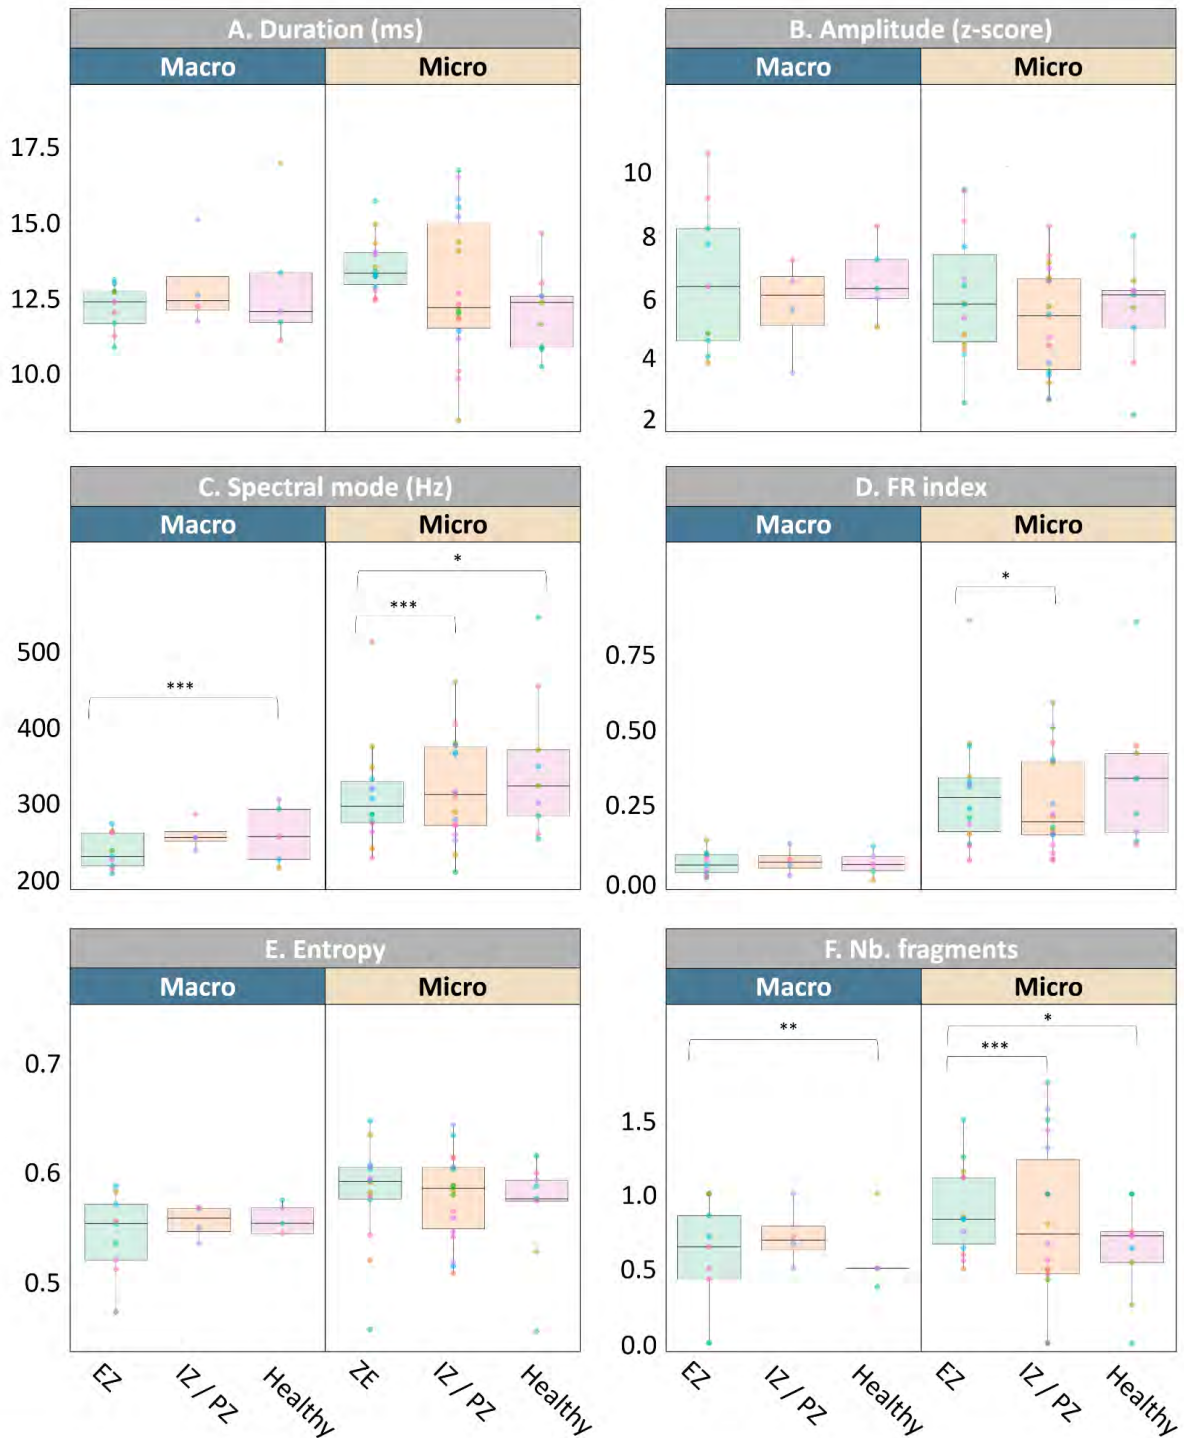 A. Duration (ms)
Macro
Micro
17.5
15.0
12.5
10.0
B. Amplitude (z-score)
Macro
Micro
10
8
6
4
2
C. Spectral mode (Hz)
Macro
Micro
*
***
***
500
400
300
200
D. FR index
Macro
Micro
*
0.75
0.50
0.25
0.00
E. Entropy
Macro
Micro
0.7
0.6
0.5
EZ
IZ / PZ
Healthy
ZE
IZ / PZ
Healthy
F. Nb. fragments
Macro
Micro
**
*
***
1.5
1.0
0.5
0.0
EZ
IZ / PZ
Healthy
EZ
IZ / PZ
Healthy